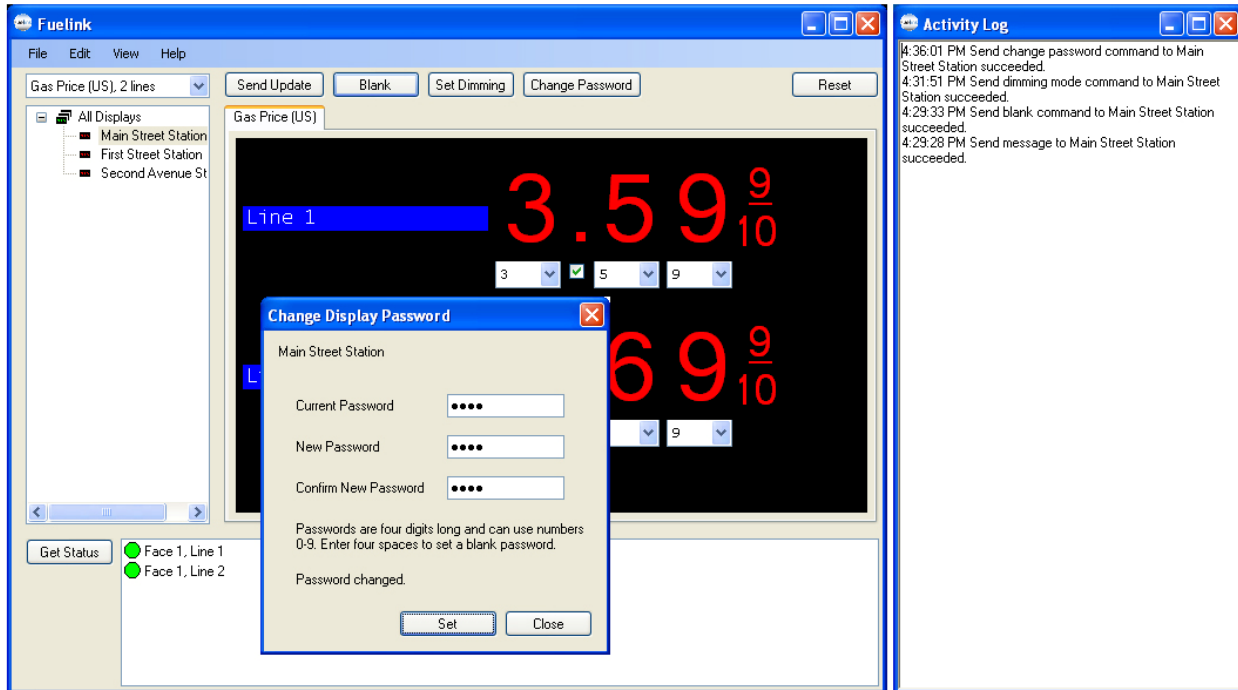 Fuelink
File Edit View Help
Gas Price (US), 2 lines
Send Update Blank Set Dimming Change Password Reset
All Displays
Main Street Station
First Street Station
Second Avenue St
Gas Price (US)
Line 1
3.59 9/10
3 5 9
L
69 9/10
9
Change Display Password
Main Street Station
Current Password ●●●●
New Password ●●●●
Confirm New Password ●●●●
Passwords are four digits long and can use numbers
0-9. Enter four spaces to set a blank password.
Password changed.
Set Close
Get Status
Face 1, Line 1
Face 1, Line 2
Activity Log
4:36:01 PM Send change password command to Main
Street Station succeeded.
4:31:51 PM Send dimming mode command to Main Street
Station succeeded.
4:29:33 PM Send blank command to Main Street Station
succeeded.
4:29:28 PM Send message to Main Street Station
succeeded.